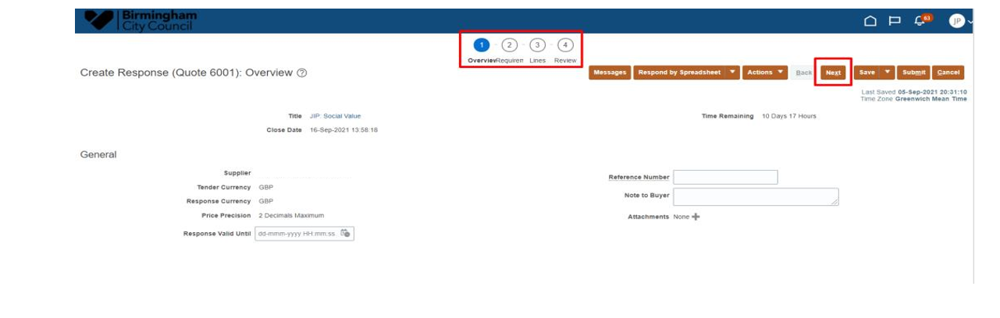 Birmingham
City Council
63
JP
1 2 3 4
Overview Requirem Lines Review
Create Response (Quote 6001): Overview ?
Messages Respond by Spreadsheet Actions Back Next Save Submit Cancel
Last Saved 05-Sep-2021 20:31:10
Time Zone Greenwich Mean Time
Title JIP: Social Value
Time Remaining 10 Days 17 Hours
Close Date 16-Sep-2021 13:58:18
General
Supplier
Reference Number
Tender Currency GBP
Note to Buyer
Response Currency GBP
Price Precision 2 Decimals Maximum
Attachments None
Response Valid Until dd-mmm-yyyy HH:mm:ss